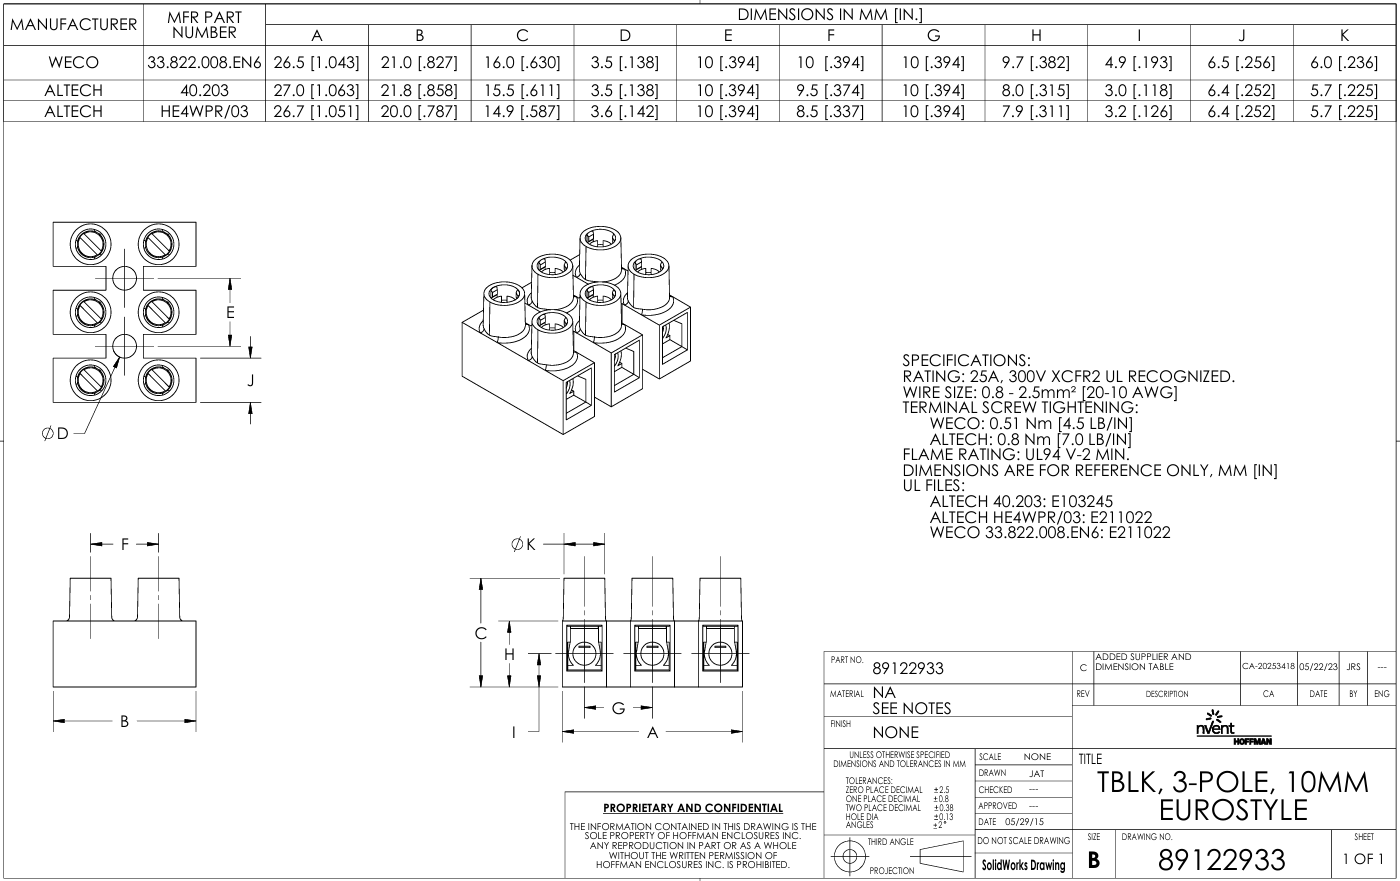 MANUFACTURER
MFR PART NUMBER
DIMENSIONS IN MM [IN.]
A B C D E F G H I J K
WECO 33.822.008.EN6 26.5 [1.043] 21.0 [.827] 16.0 [.630] 3.5 [.138] 10 [.394] 10 [.394] 10 [.394] 9.7 [.382] 4.9 [.193] 6.5 [.256] 6.0 [.236]
ALTECH 40.203 27.0 [1.063] 21.8 [.858] 15.5 [.611] 3.5 [.138] 10 [.394] 9.5 [.374] 10 [.394] 8.0 [.315] 3.0 [.118] 6.4 [.252] 5.7 [.225]
ALTECH HE4WPR/03 26.7 [1.051] 20.0 [.787] 14.9 [.587] 3.6 [.142] 10 [.394] 8.5 [.337] 10 [.394] 7.9 [.311] 3.2 [.126] 6.4 [.252] 5.7 [.225]
E
J
∅D
SPECIFICATIONS:
RATING: 25A, 300V XCFR2 UL RECOGNIZED.
WIRE SIZE: 0.8 - 2.5mm² [20-10 AWG]
TERMINAL SCREW TIGHTENING:
WECO: 0.51 Nm [4.5 LB/IN]
ALTECH: 0.8 Nm [7.0 LB/IN]
FLAME RATING: UL94 V-2 MIN.
DIMENSIONS ARE FOR REFERENCE ONLY, MM [IN]
UL FILES:
ALTECH 40.203: E103245
ALTECH HE4WPR/03: E211022
WECO 33.822.008.EN6: E211022
F
B
∅K
C
H
G
I
A
PROPRIETARY AND CONFIDENTIAL
THE INFORMATION CONTAINED IN THIS DRAWING IS THE
SOLE PROPERTY OF HOFFMAN ENCLOSURES INC.
ANY REPRODUCTION IN PART OR AS A WHOLE
WITHOUT THE WRITTEN PERMISSION OF
HOFFMAN ENCLOSURES INC. IS PROHIBITED.
PART NO. 89122933
MATERIAL NA
SEE NOTES
FINISH NONE
UNLESS OTHERWISE SPECIFIED
DIMENSIONS AND TOLERANCES IN MM
TOLERANCES:
ZERO PLACE DECIMAL ±2.5
ONE PLACE DECIMAL ±0.8
TWO PLACE DECIMAL ±0.38
HOLE DIA ±0.13
ANGLES ±2°
THIRD ANGLE
PROJECTION
SCALE NONE
DRAWN JAT
CHECKED ---
APPROVED ---
DATE 05/29/15
DO NOT SCALE DRAWING
SolidWorks Drawing
C ADDED SUPPLIER AND DIMENSION TABLE CA-20253418 05/22/23 JRS ---
REV DESCRIPTION CA DATE BY ENG
nVent
HOFFMAN
TITLE
TBLK, 3-POLE, 10MM
EUROSTYLE
SIZE DRAWING NO. SHEET
B 89122933 1 OF 1